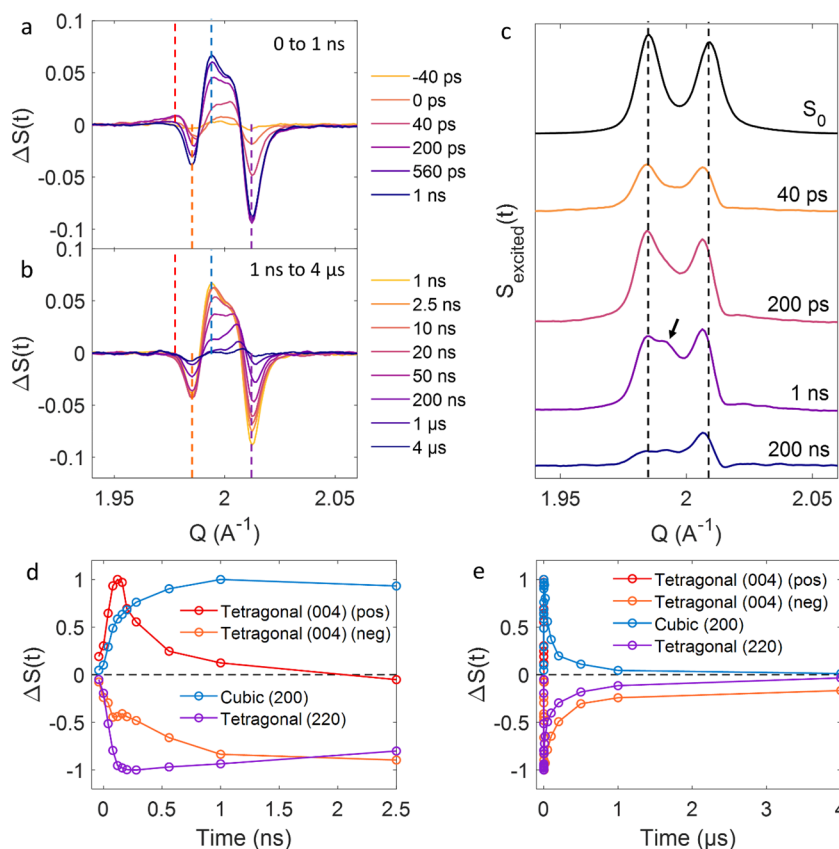 a
0 to 1 ns
0.1
0.05
0
-0.05
-0.1
ΔS(t)
-40 ps
0 ps
40 ps
200 ps
560 ps
1 ns
b
1 ns to 4 µs
0.1
0.05
0
-0.05
-0.1
ΔS(t)
1.95
2
2.05
Q (A⁻¹)
1 ns
2.5 ns
10 ns
20 ns
50 ns
200 ns
1 µs
4 µs
c
S₀
40 ps
200 ps
1 ns
200 ns
S_excited(t)
1.95
2
2.05
Q (A⁻¹)
d
1
0.5
0
-0.5
-1
ΔS(t)
Tetragonal (004) (pos)
Tetragonal (004) (neg)
Cubic (200)
Tetragonal (220)
0
0.5
1.0
1.5
2.0
2.5
Time (ns)
e
1
0.5
0
-0.5
-1
ΔS(t)
Tetragonal (004) (pos)
Tetragonal (004) (neg)
Cubic (200)
Tetragonal (220)
0
1
2
3
4
Time (µs)